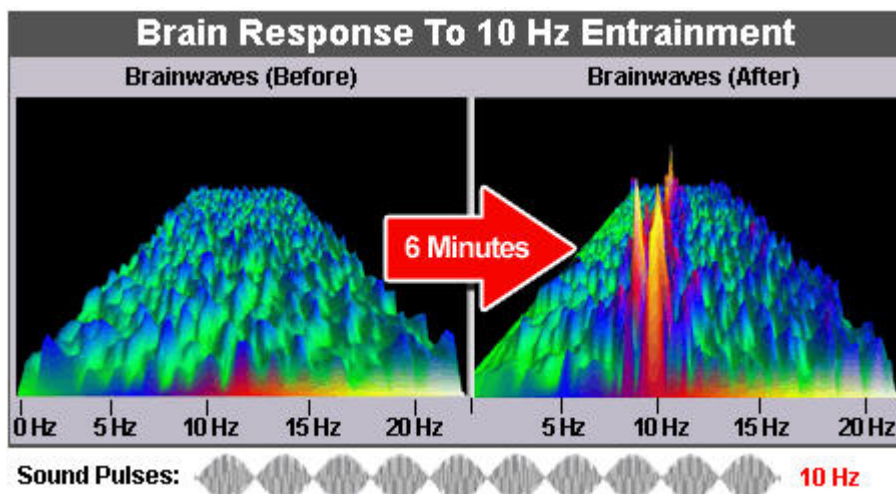 Brain Response To 10 Hz Entrainment
Brainwaves (Before)
Brainwaves (After)
6 Minutes
0 Hz 5 Hz 10 Hz 15 Hz 20 Hz
5 Hz 10 Hz 15 Hz 20 Hz
Sound Pulses: 10 Hz